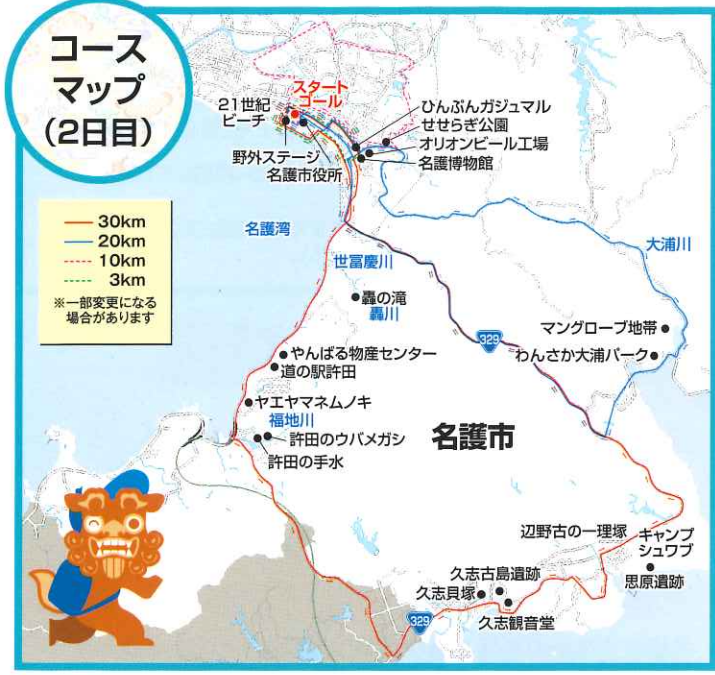 コース
マップ
(2日目)
スタート
ゴール
21世紀
ビーチ
野外ステージ
名護市役所
ひんぷんガジュマル
せせらぎ公園
オリオンビール工場
名護博物館
30km
20km
10km
3km
※一部変更になる
場合があります
名護湾
世冨慶川
大浦川
轟の滝
轟川
329
マングローブ地帯
わんさか大浦パーク
やんばる物産センター
道の駅許田
ヤエヤマネムノキ
福地川
許田のウバメガシ
許田の手水
名護市
辺野古の一理塚
キャンプ
シュワブ
思原遺跡
久志古島遺跡
久志貝塚
久志観音堂
329